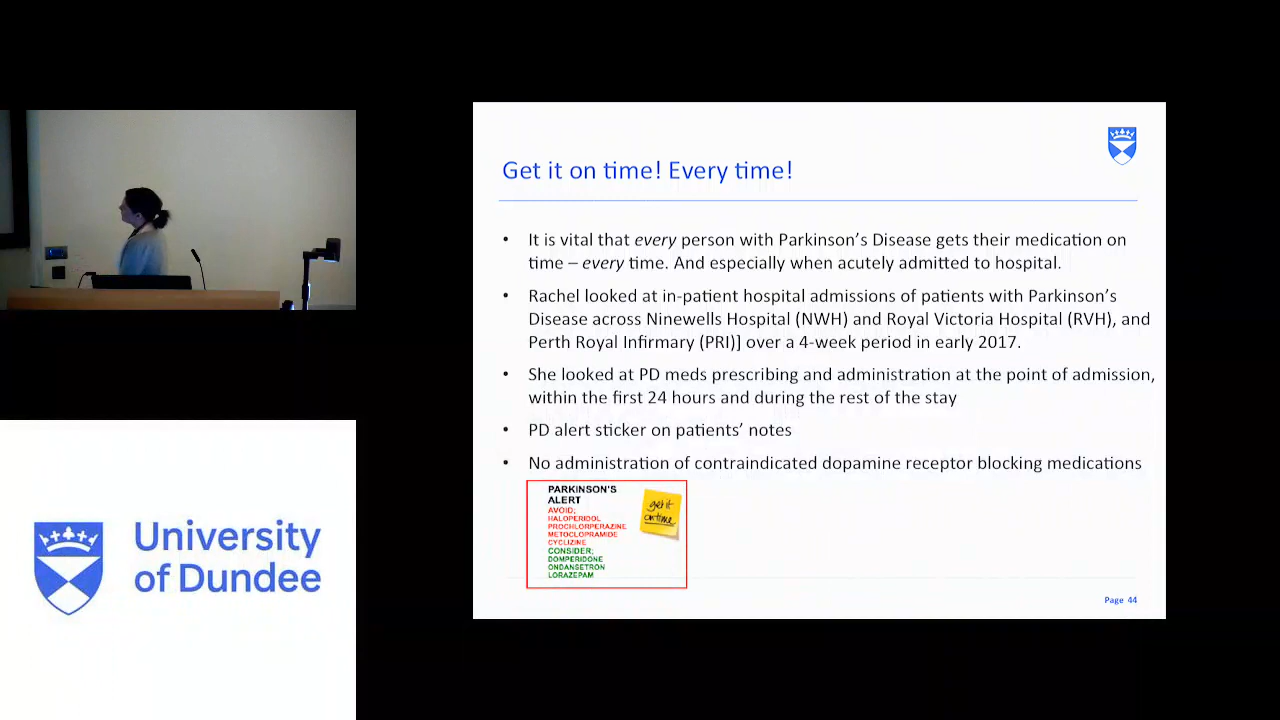 Get it on time! Every time!
• It is vital that every person with Parkinson's Disease gets their medication on
time – every time. And especially when acutely admitted to hospital.
• Rachel looked at in-patient hospital admissions of patients with Parkinson's
Disease across Ninewells Hospital (NWH) and Royal Victoria Hospital (RVH), and
Perth Royal Infirmary (PRI)] over a 4-week period in early 2017.
• She looked at PD meds prescribing and administration at the point of admission,
within the first 24 hours and during the rest of the stay
• PD alert sticker on patients' notes
• No administration of contraindicated dopamine receptor blocking medications
PARKINSON'S
ALERT
AVOID;
HALOPERIDOL
PROCHLORPERAZINE
METOCLOPRAMIDE
CYCLIZINE
CONSIDER;
DOMPERIDONE
ONDANSETRON
LORAZEPAM
get it
on time
Page 44
University
of Dundee